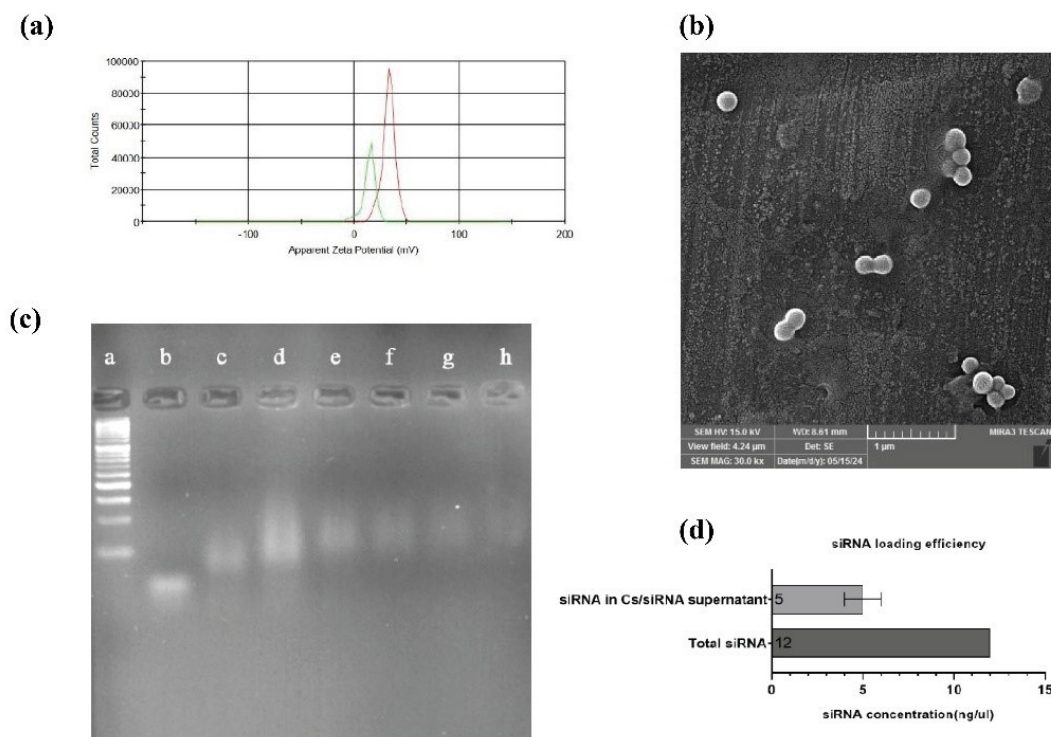 (a)
100000
80000
60000
40000
20000
0
Total Counts
-100 0 100 200
Apparent Zeta Potential (mV)
(b)
SEM HV: 15.0 kV WD: 8.61 mm MIRA3 TESCAN
View field: 4.24 µm Det: SE 1 µm
SEM MAG: 30.0 kx Date(m/d/y): 05/15/24
(c)
a b c d e f g h
(d)
siRNA loading efficiency
siRNA in Cs/siRNA supernatant 5
Total siRNA 12
0 5 10 15
siRNA concentration(ng/ul)